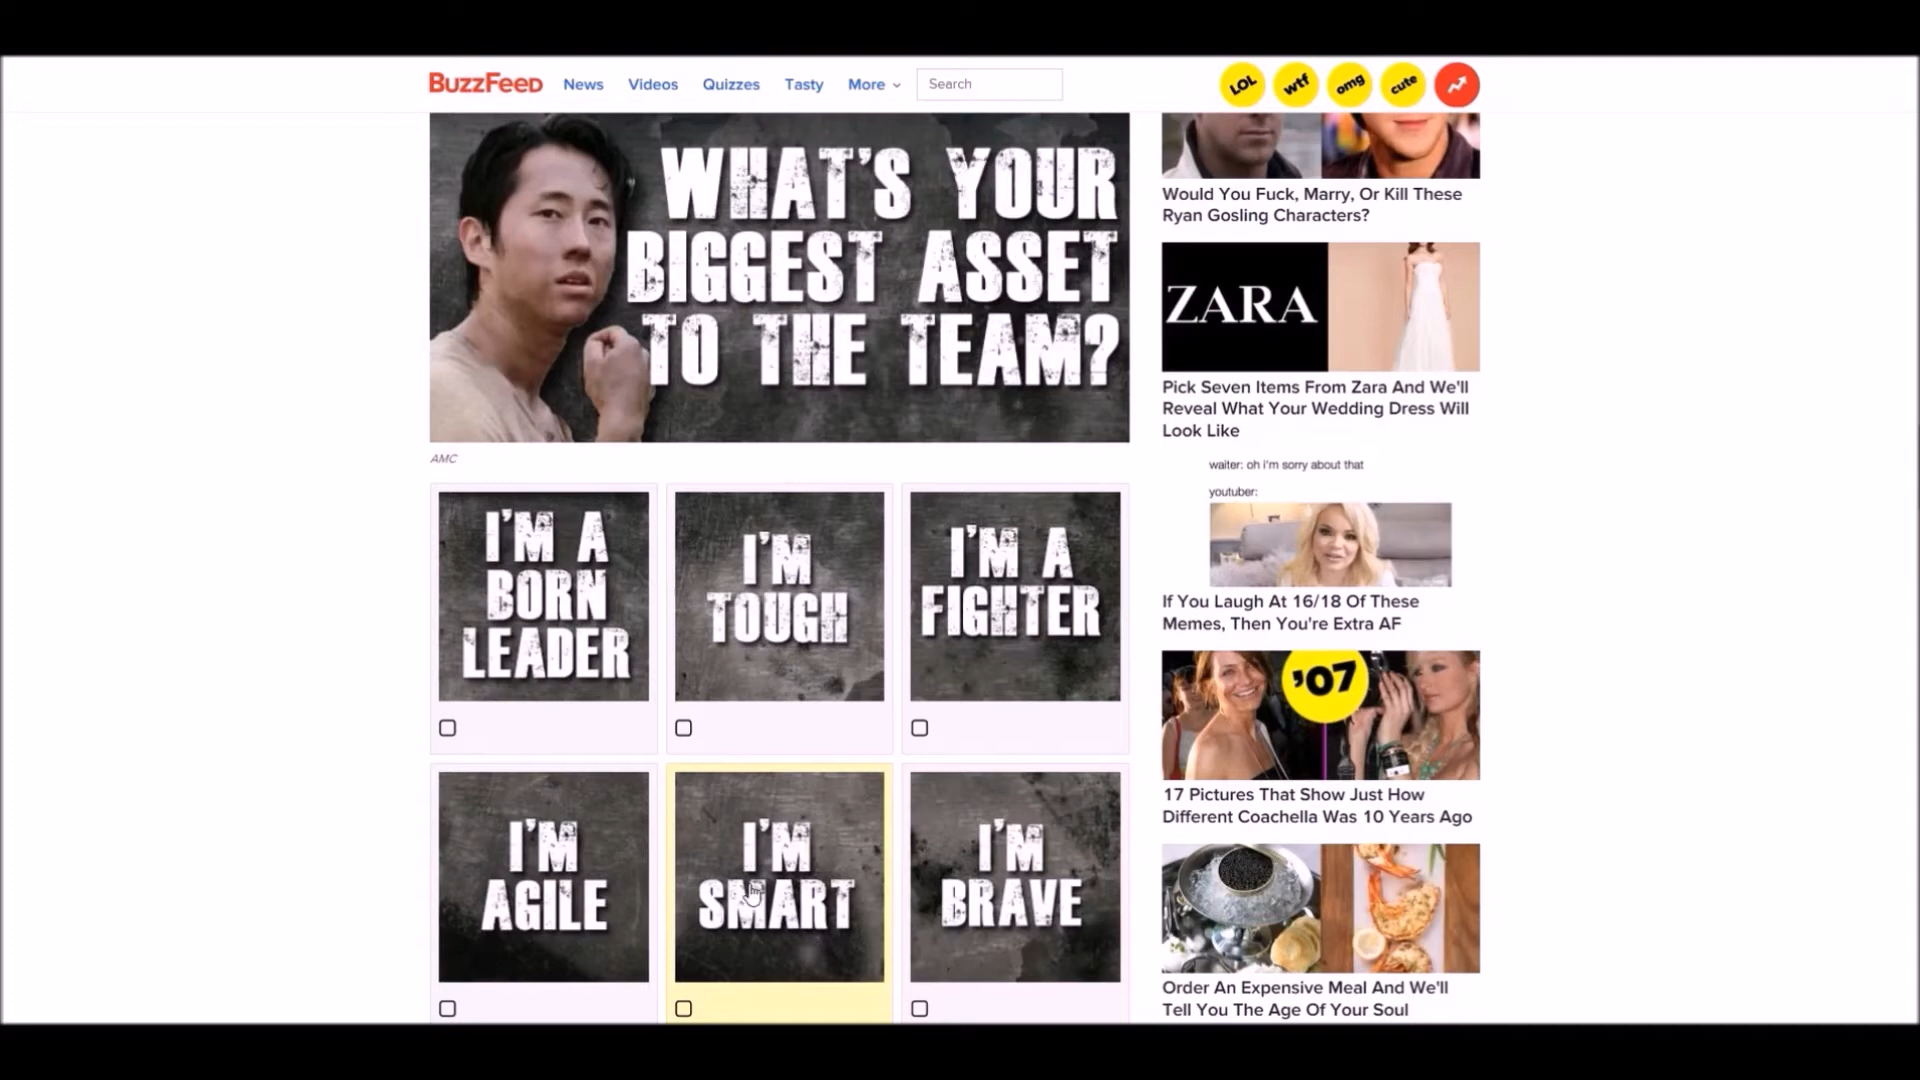 BuzzFeeD News Videos Quizzes Tasty More Search LOL wtf omg cute
WHAT'S YOUR
BIGGEST ASSET
TO THE TEAM?
AMC
I'M A
BORN
LEADER
I'M
TOUGH
I'M A
FIGHTER
I'M
AGILE
I'M
SMART
I'M
BRAVE
Would You Fuck, Marry, Or Kill These
Ryan Gosling Characters?
ZARA
Pick Seven Items From Zara And We'll
Reveal What Your Wedding Dress Will
Look Like
waiter: oh i'm sorry about that
youtuber:
If You Laugh At 16/18 Of These
Memes, Then You're Extra AF
'07
17 Pictures That Show Just How
Different Coachella Was 10 Years Ago
Order An Expensive Meal And We'll
Tell You The Age Of Your Soul